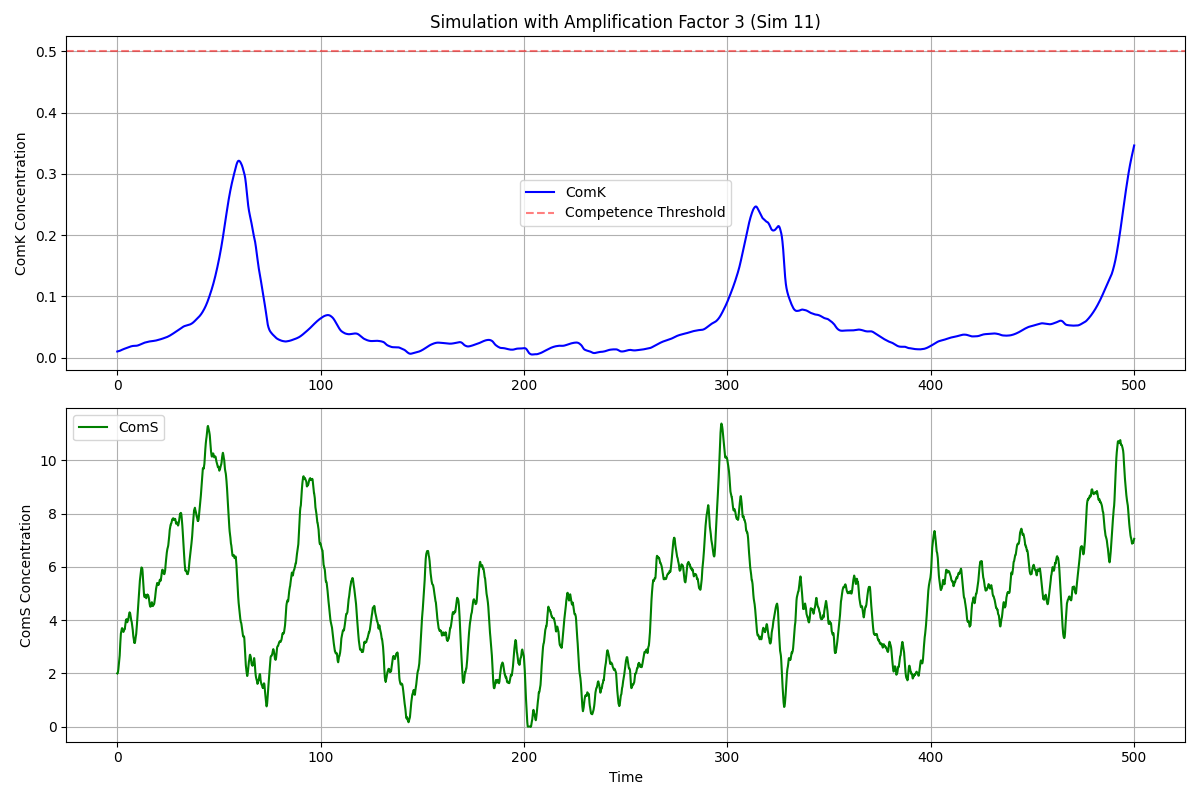 Simulation with Amplification Factor 3 (Sim 11)
0.5
0.4
0.3
0.2
0.1
0.0
ComK Concentration
ComK
Competence Threshold
0 100 200 300 400 500
10
8
6
4
2
0
ComS Concentration
ComS
0 100 200 300 400 500
Time